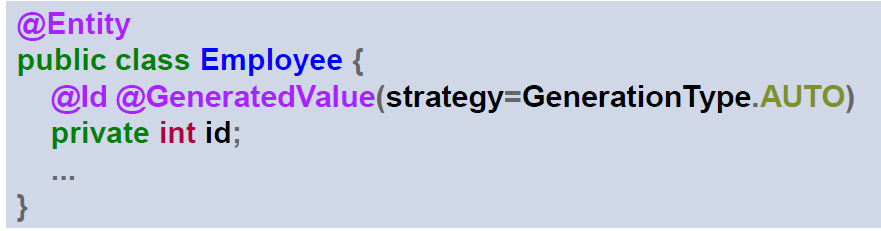 @Entity
public class Employee {
@Id @GeneratedValue(strategy=GenerationType.AUTO)
private int id;
...
}